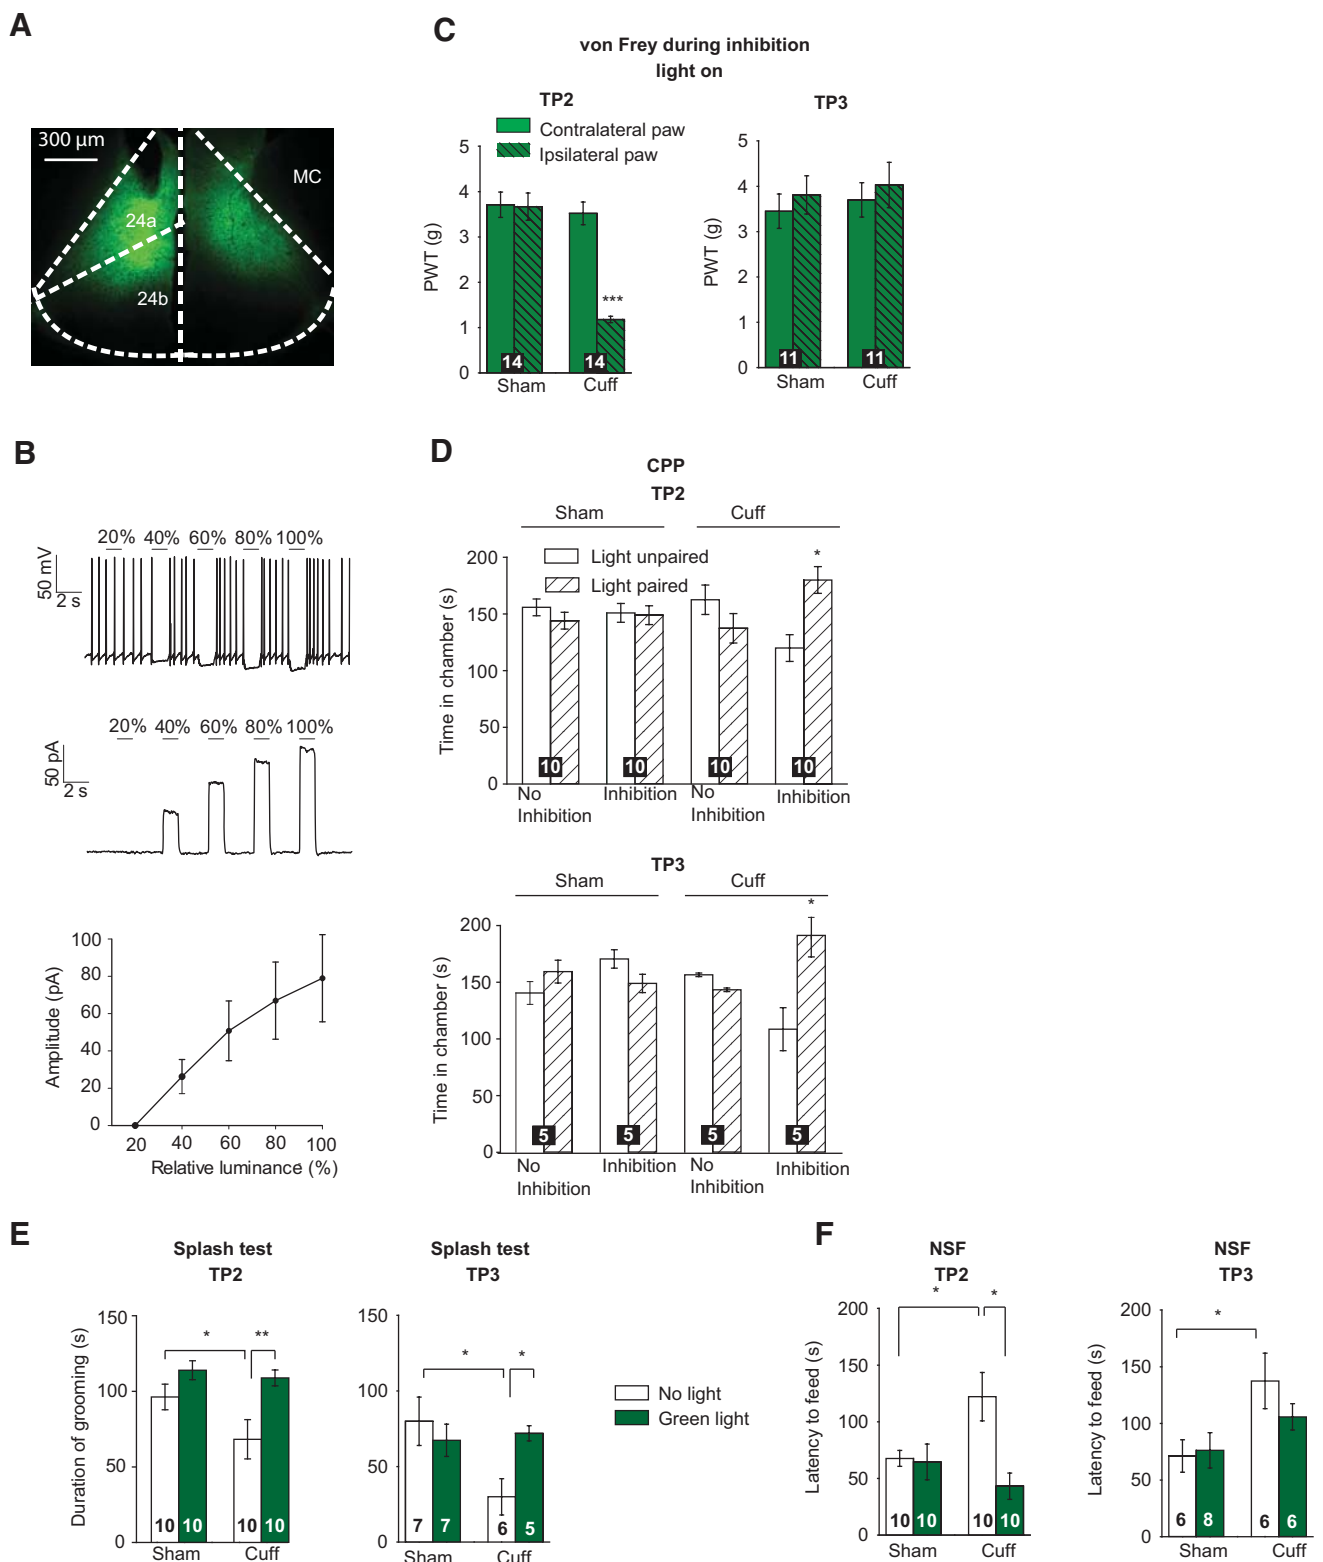 A
300 µm
MC
24a
24b
C
von Frey during inhibition
light on
TP2
Contralateral paw
Ipsilateral paw
PWT (g)
5
4
3
2
1
0
***
14
14
Sham
Cuff
TP3
PWT (g)
5
4
3
2
1
0
11
11
Sham
Cuff
B
20% 40% 60% 80% 100%
50 mV
2 s
20% 40% 60% 80% 100%
50 pA
2 s
Amplitude (pA)
100
80
60
40
20
0
20 40 60 80 100
Relative luminance (%)
D
CPP
TP2
Sham
Cuff
Light unpaired
Light paired
*
Time in chamber (s)
200
150
100
50
0
10
10
10
10
No
Inhibition
Inhibition
No
Inhibition
Inhibition
TP3
Sham
Cuff
*
Time in chamber (s)
200
150
100
50
0
5
5
5
5
No
Inhibition
Inhibition
No
Inhibition
Inhibition
E
Splash test
TP2
Duration of grooming (s)
150
100
50
0
*
**
10
10
10
10
Sham
Cuff
Splash test
TP3
150
100
50
0
*
*
7
7
6
5
Sham
Cuff
No light
Green light
F
NSF
TP2
Latency to feed (s)
200
150
100
50
0
*
*
10
10
10
10
Sham
Cuff
NSF
TP3
Latency to feed (s)
200
150
100
50
0
*
6
8
6
6
Sham
Cuff